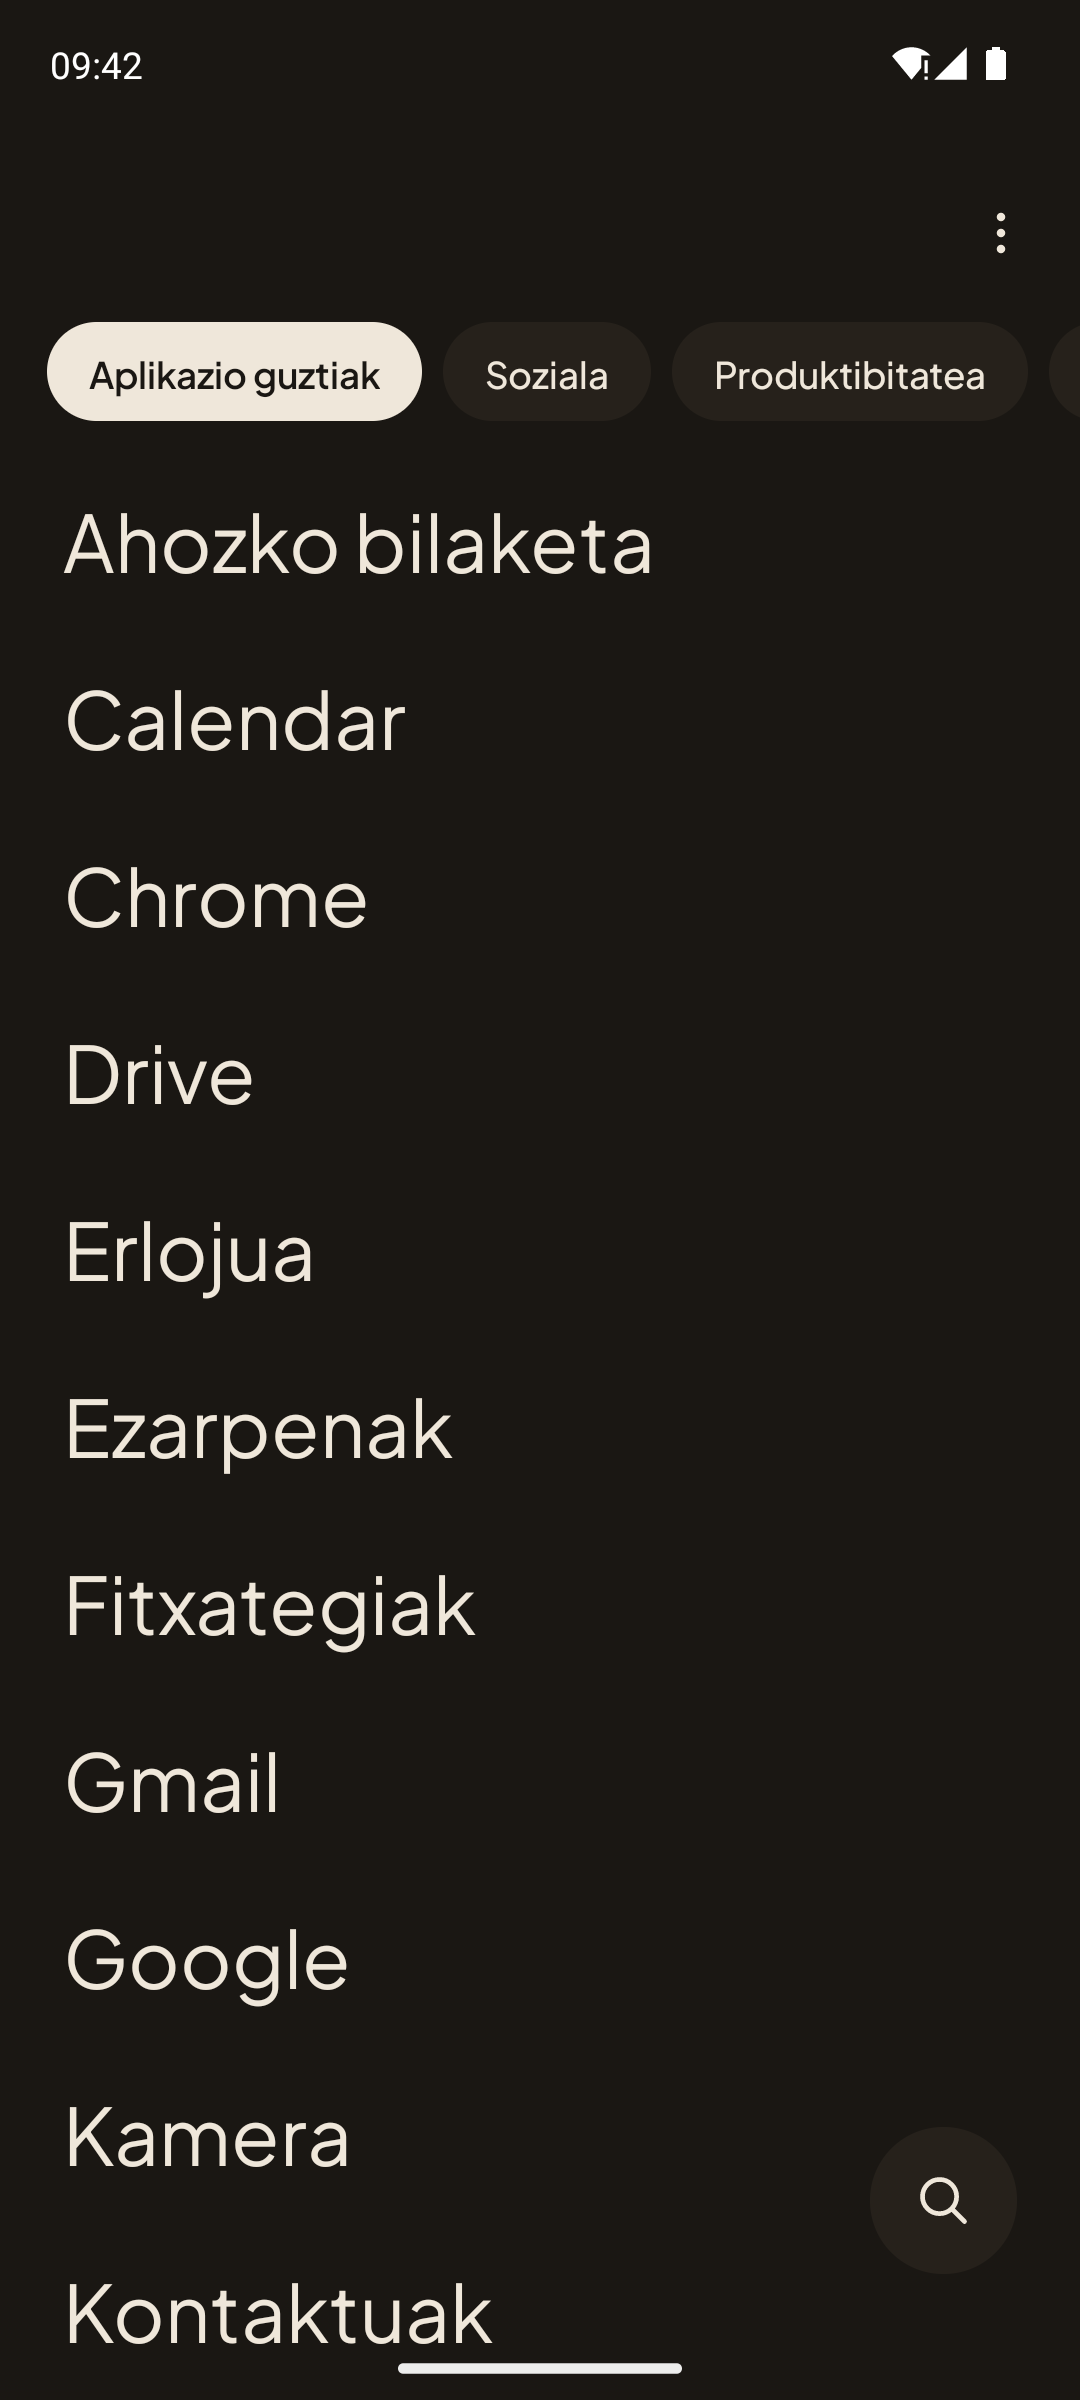 09:42
Aplikazio guztiak
Soziala
Produktibitatea
Ahozko bilaketa
Calendar
Chrome
Drive
Erlojua
Ezarpenak
Fitxategiak
Gmail
Google
Kamera
Kontaktuak